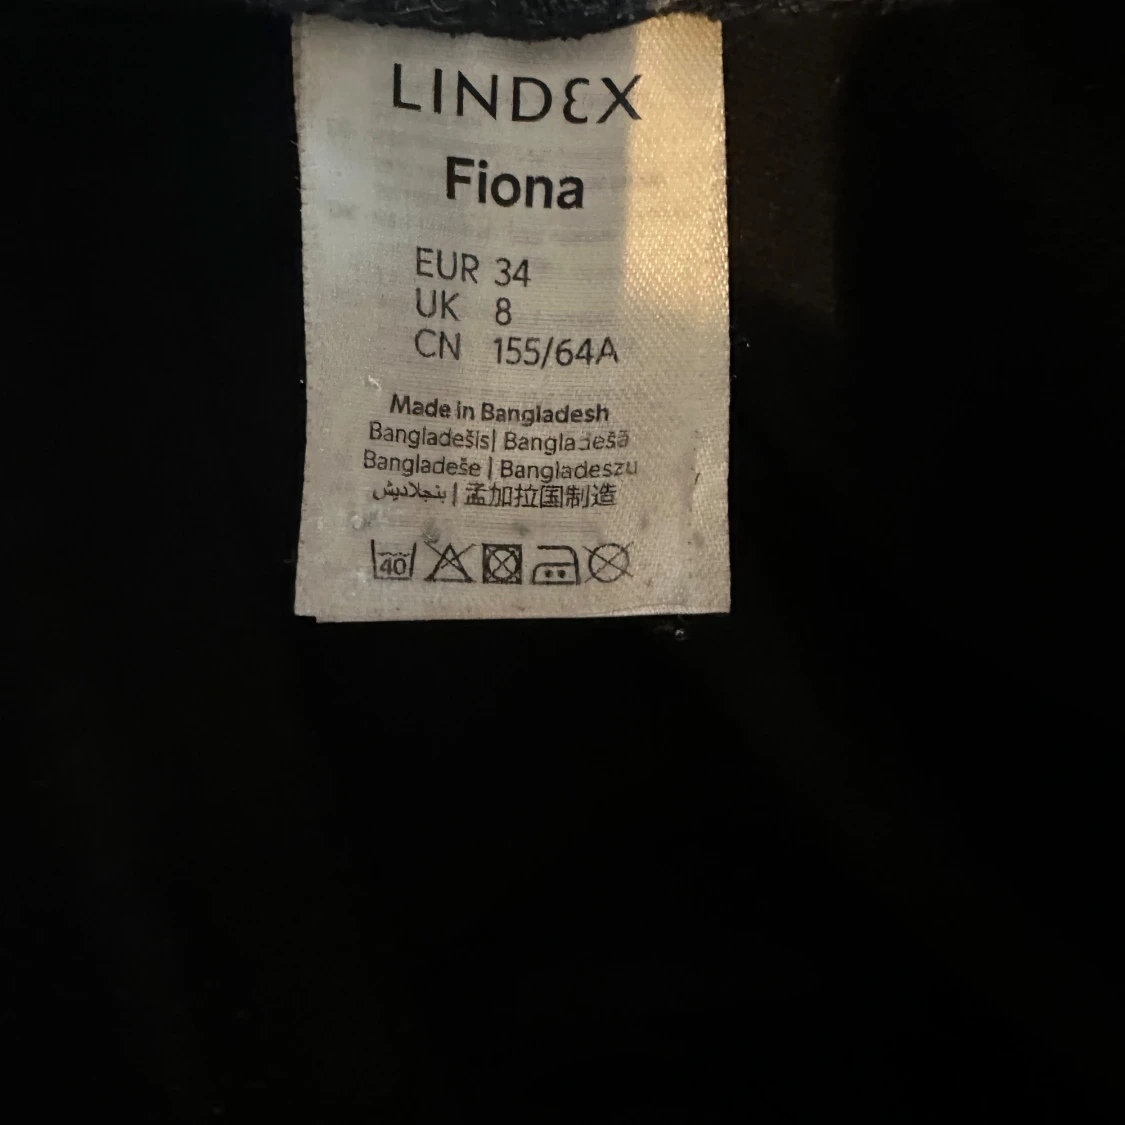 LINDEX
Fiona
EUR 34
UK 8
CN 155/64A
Made in Bangladesh
Bangladešis| Bangladešā
Bangladeše | Bangladeszu
بنجلاديش | 孟加拉国制造
40